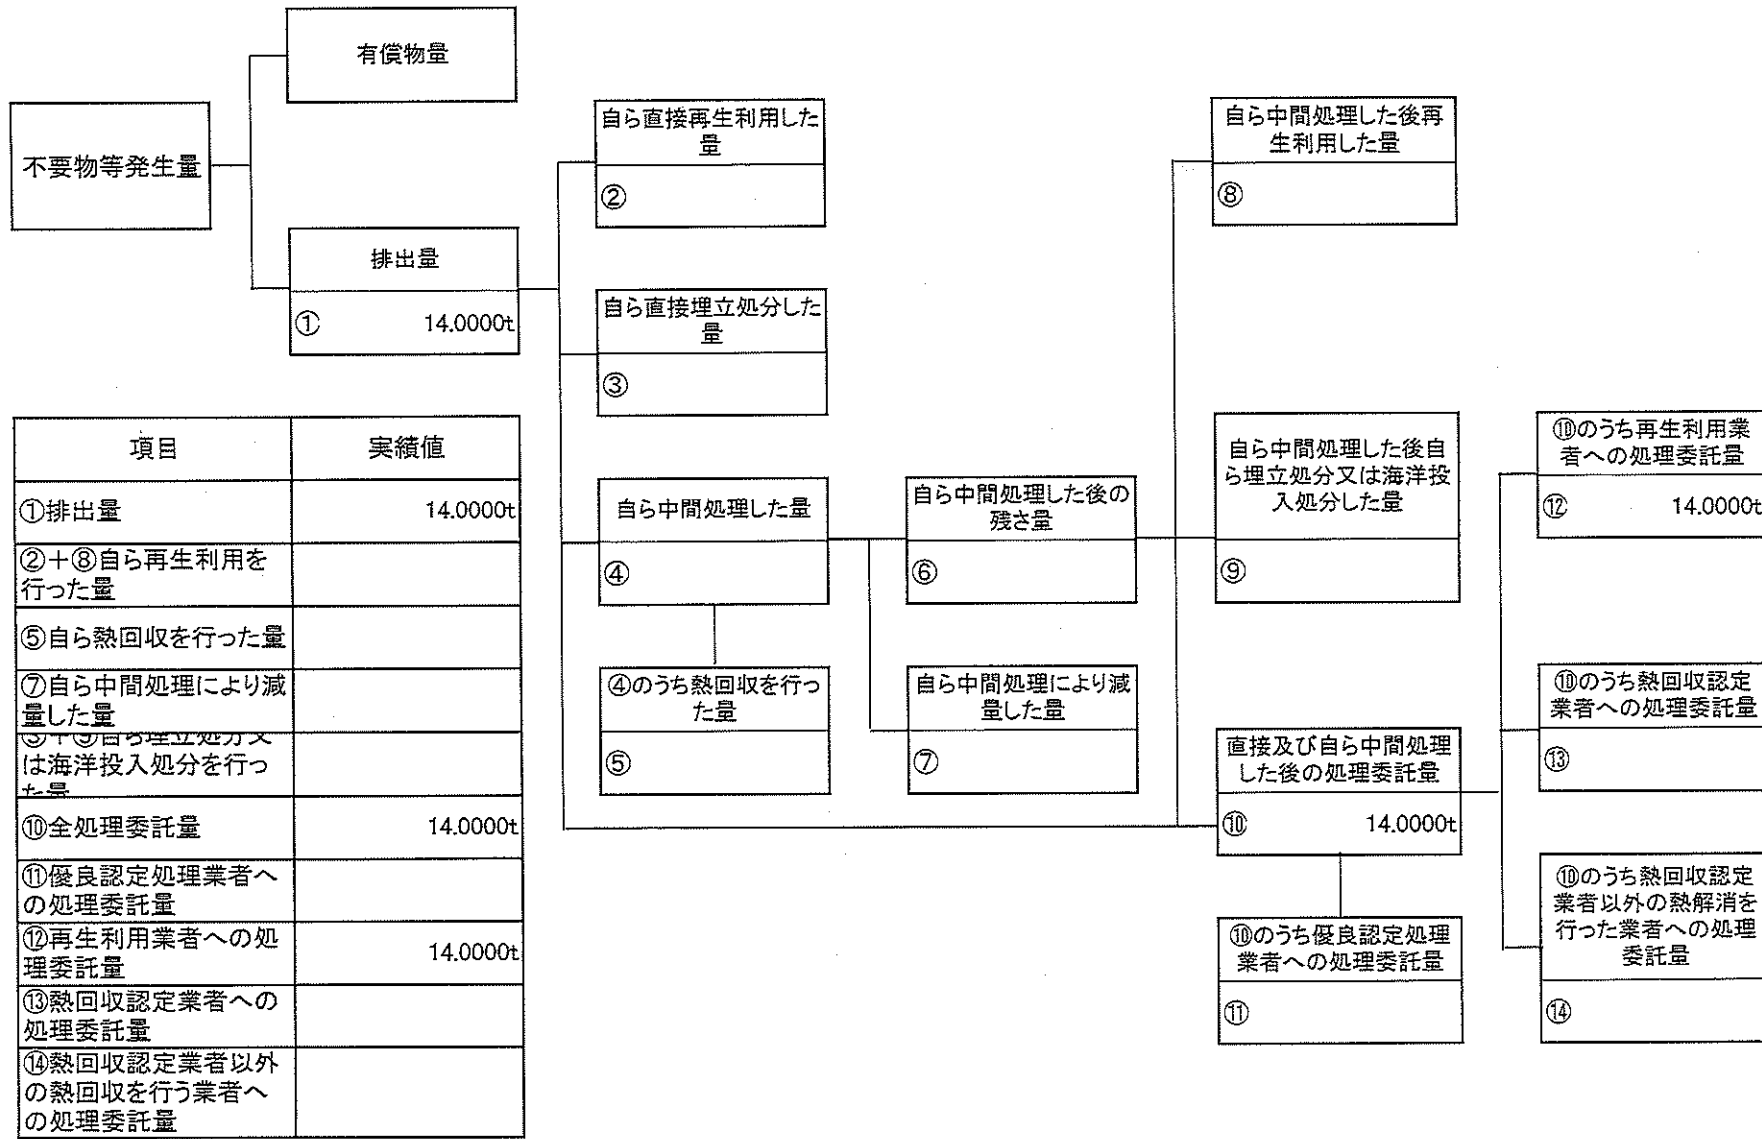 有償物量
不要物等発生量
排出量
① 14.0000t
自ら直接再生利用した
量
②
自ら直接埋立処分した
量
③
自ら中間処理した量
④
④のうち熱回収を行っ
た量
⑤
自ら中間処理した後の
残さ量
⑥
自ら中間処理により減
量した量
⑦
自ら中間処理した後再
生利用した量
⑧
自ら中間処理した後自
ら埋立処分又は海洋投
入処分した量
⑨
直接及び自ら中間処理
した後の処理委託量
⑩ 14.0000t
⑩のうち優良認定処理
業者への処理委託量
⑪
⑩のうち再生利用業
者への処理委託量
⑫ 14.0000t
⑩のうち熱回収認定
業者への処理委託量
⑬
⑩のうち熱回収認定
業者以外の熱解消を
行った業者への処理
委託量
⑭
項目 実績値
①排出量 14.0000t
②+⑧自ら再生利用を
行った量
⑤自ら熱回収を行った量
⑦自ら中間処理により減
量した量
③+⑨自ら埋立処分又
は海洋投入処分を行っ
た量
⑩全処理委託量 14.0000t
⑪優良認定処理業者へ
の処理委託量
⑫再生利用業者への処
理委託量 14.0000t
⑬熱回収認定業者への
処理委託量
⑭熱回収認定業者以外
の熱回収を行う業者へ
の処理委託量